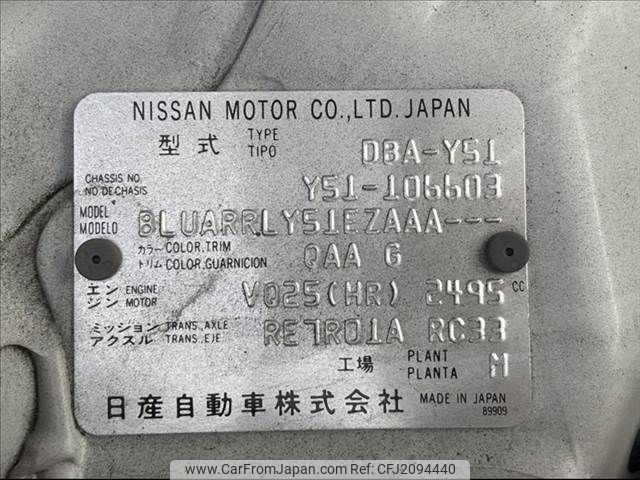 NISSAN MOTOR CO.,LTD. JAPAN
型式 TYPE TIPO DBA-Y51
CHASSIS NO. NO. DE CHASIS Y51-106603
MODEL MODELO BLUARRLY51EZAAA---
カラー COLOR,TRIM トリム COLOR,GUARNICION QAA G
エンジン ENGINE MOTOR VQ25(HR) 2495 CC
ミッション TRANS.,AXLE アクスル TRANS.,EJE RE7R01A RC33
工場 PLANT PLANTA M
日産自動車株式会社 MADE IN JAPAN
89909
www.CarFromJapan.com | Ref.No: CFJ2094440